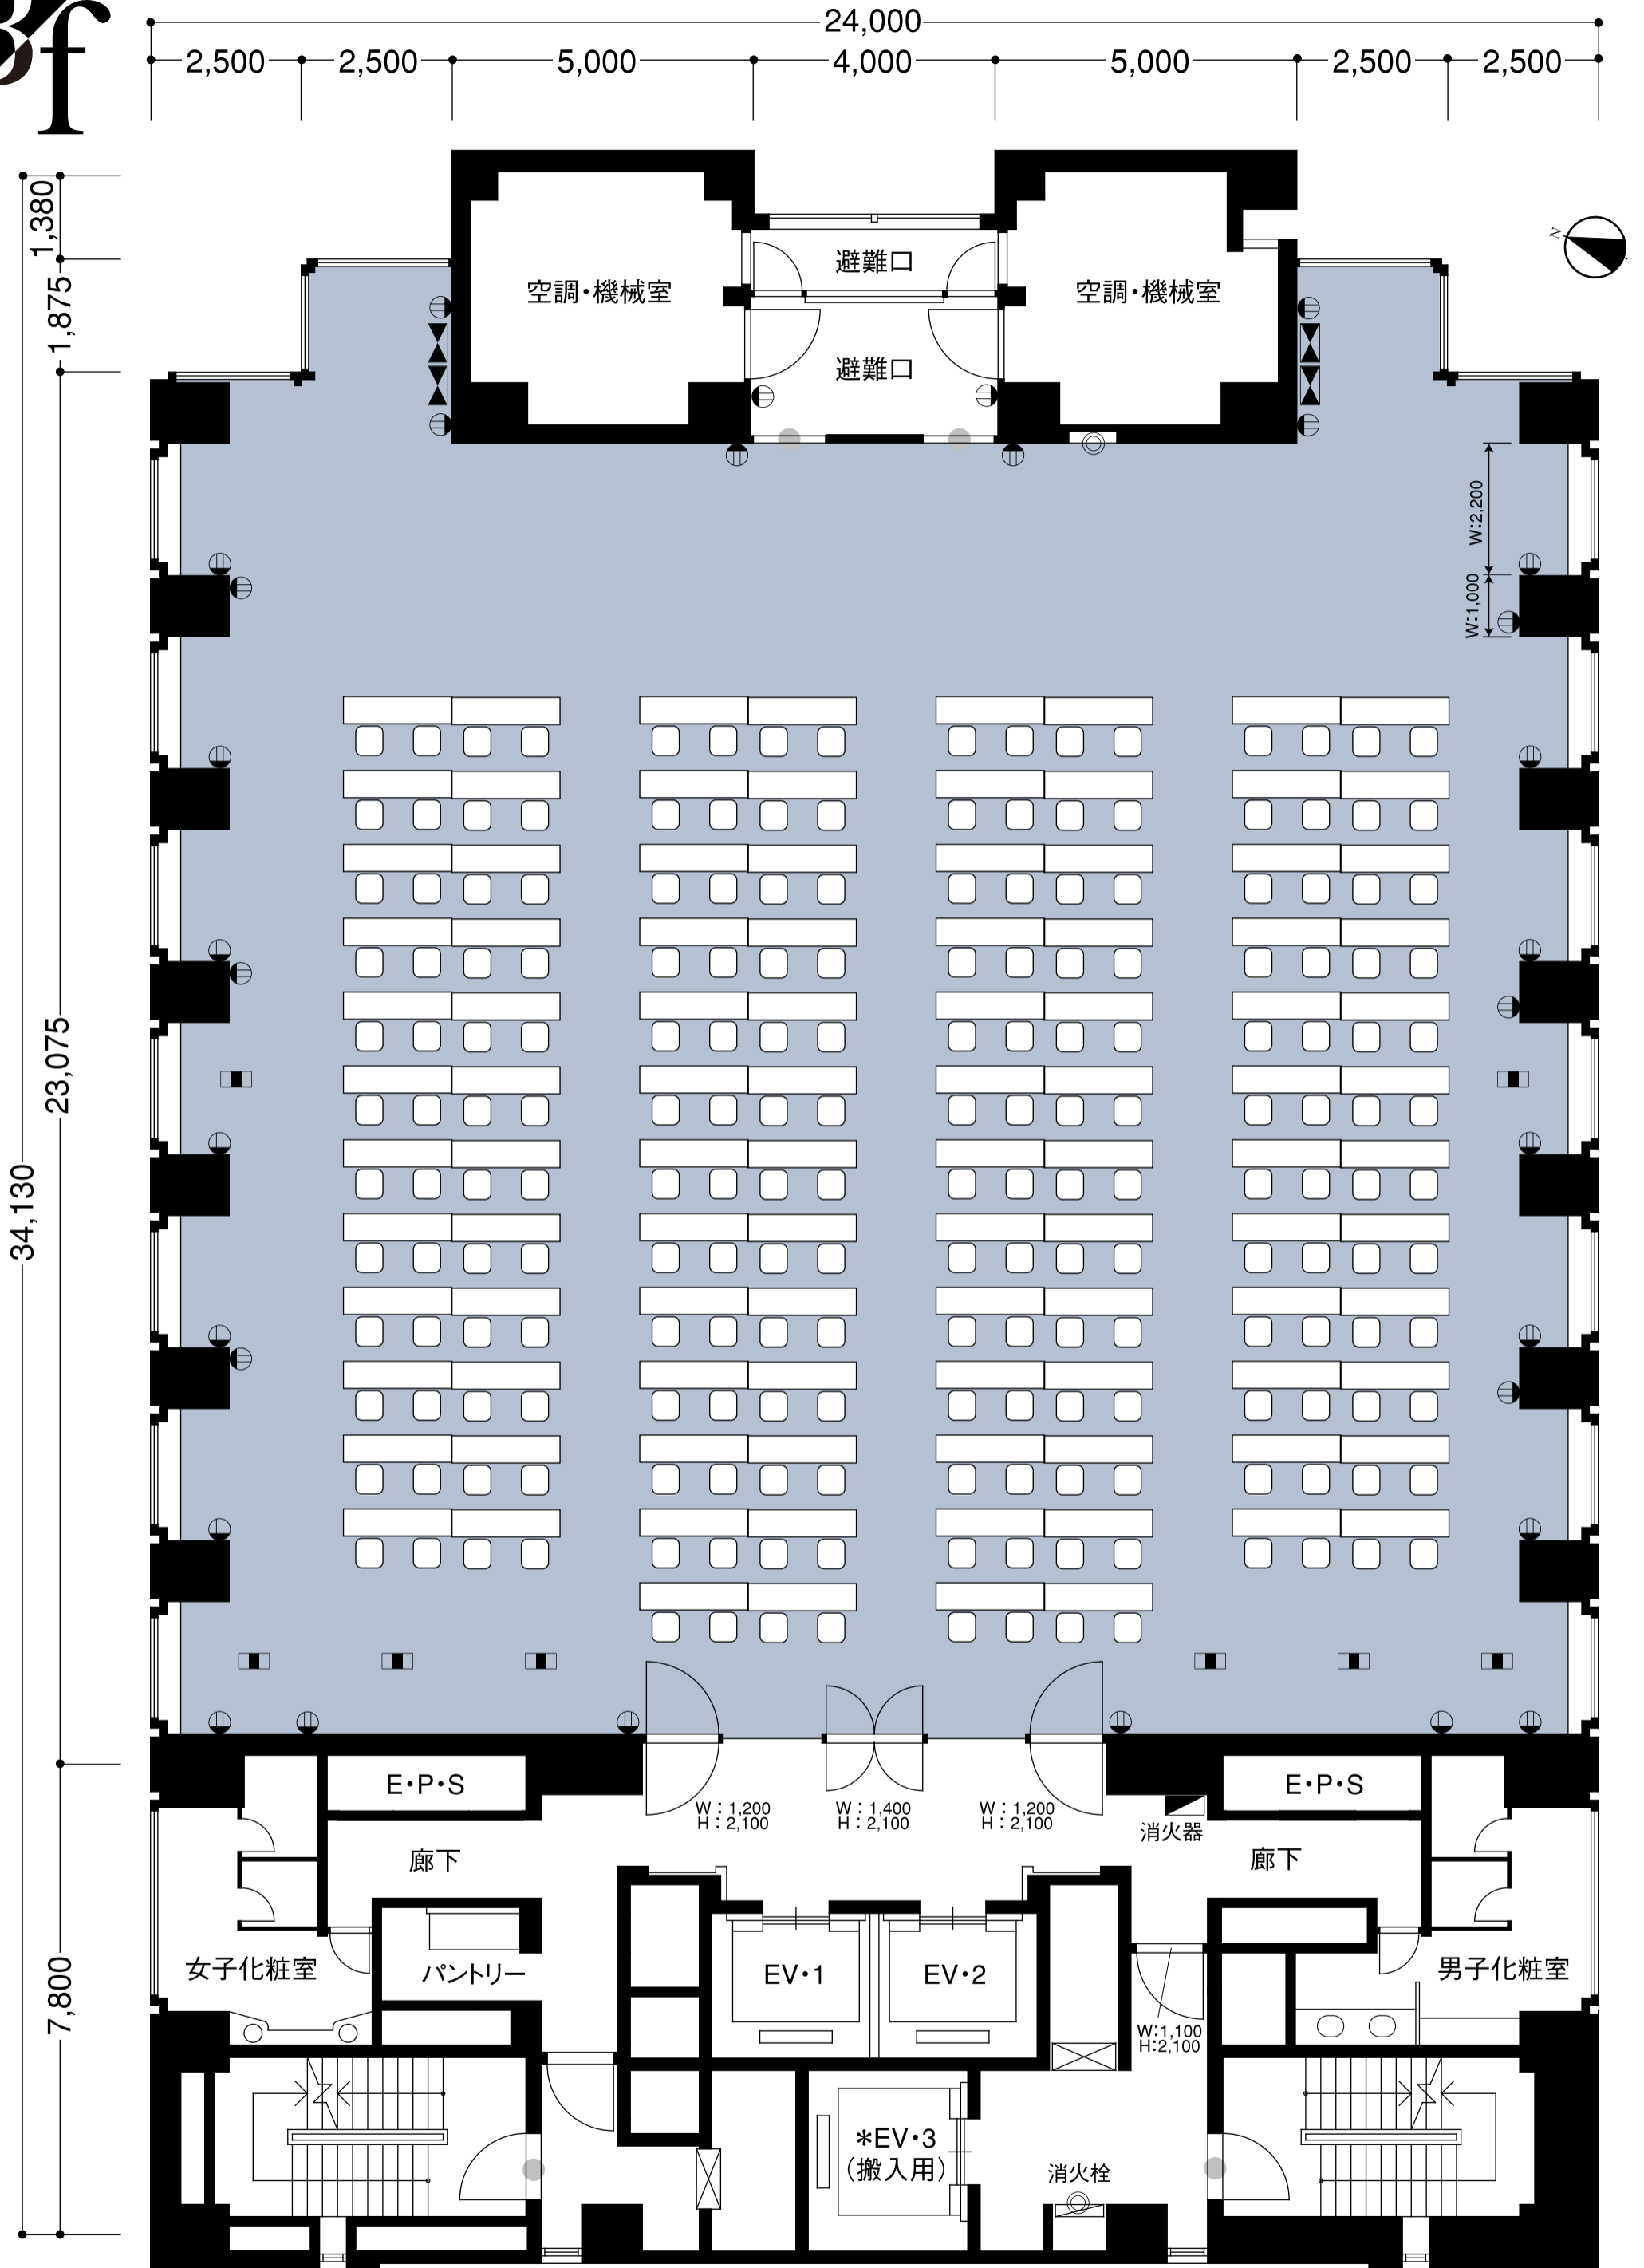 3f
24,000
2,500 2,500 5,000 4,000 5,000 2,500 2,500
1,380
1,875
23,075
34,130
7,800
N
空調・機械室
避難口
空調・機械室
避難口
W:2,200
W:1,000
E・P・S
E・P・S
W：1,200
H：2,100
W：1,400
H：2,100
W：1,200
H：2,100
消火器
廊下
廊下
女子化粧室
パントリー
EV・1
EV・2
男子化粧室
W:1,100
H:2,100
＊EV・3
（搬入用）
消火栓